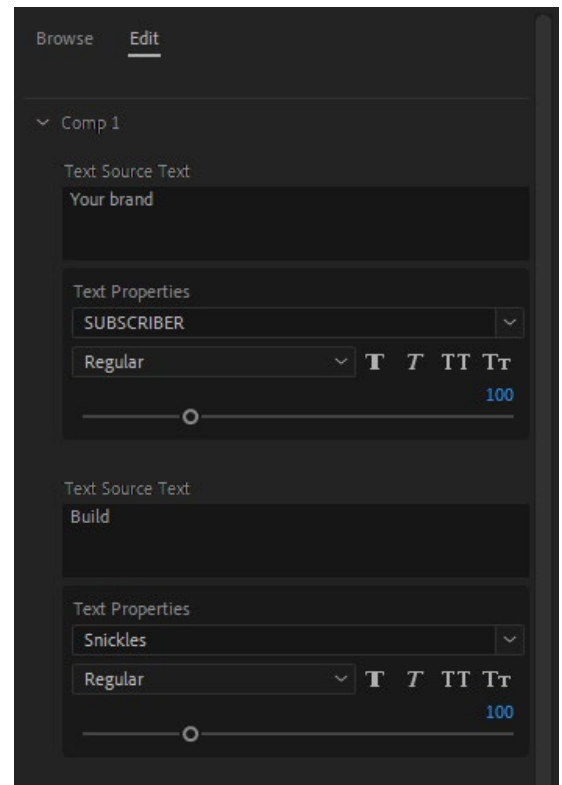 Browse Edit
Comp 1
Text Source Text
Your brand
Text Properties
SUBSCRIBER
Regular T T TT Tт
100
Text Source Text
Build
Text Properties
Snickles
Regular T T TT Tт
100